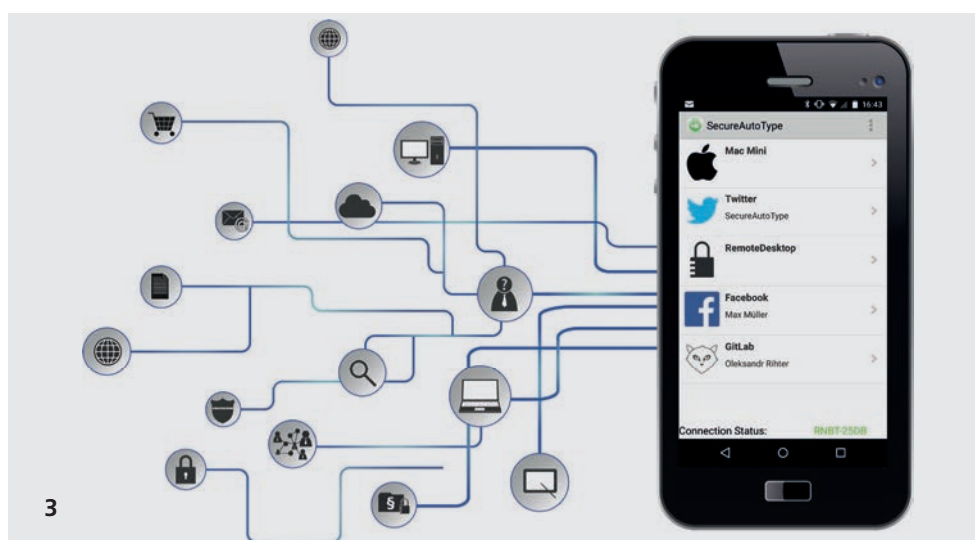 16:43
SecureAutoType
Mac Mini
Twitter
SecureAutoType
RemoteDesktop
Facebook
Max Müller
GitLab
Oleksandr Rihter
Connection Status: RNBT-25DB
?
§
3